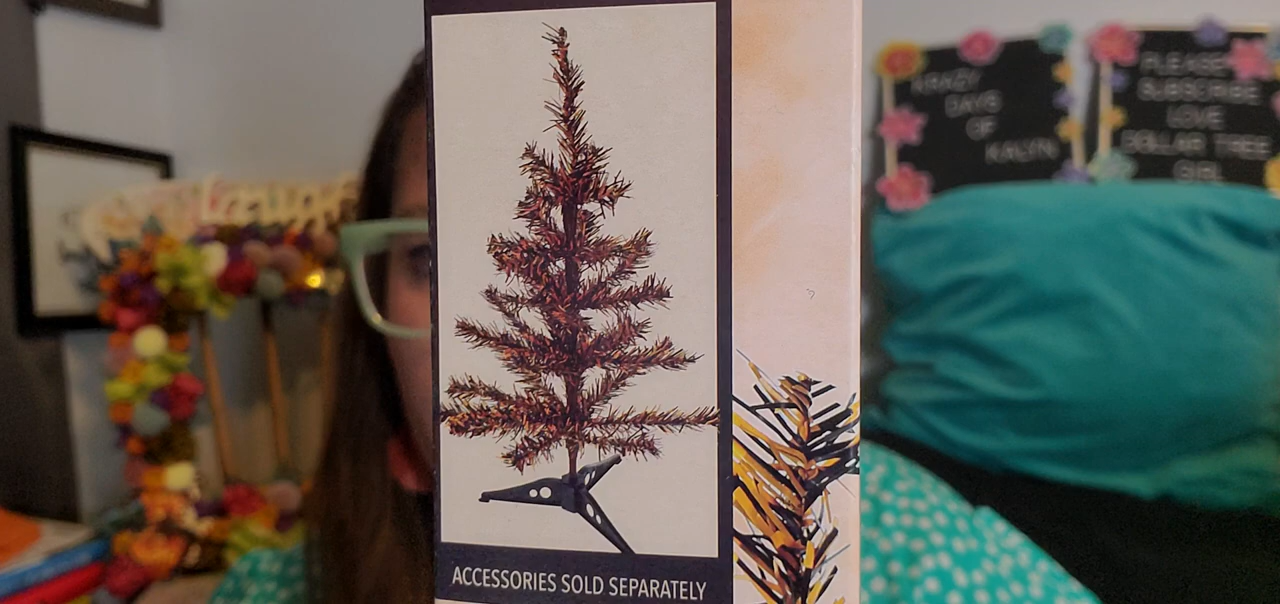 KRAZY
DAYS
OF
KALYN
PLEASE
SUBSCRIBE
LOVE
DOLLAR TREE
GIRL
ACCESSORIES SOLD SEPARATELY